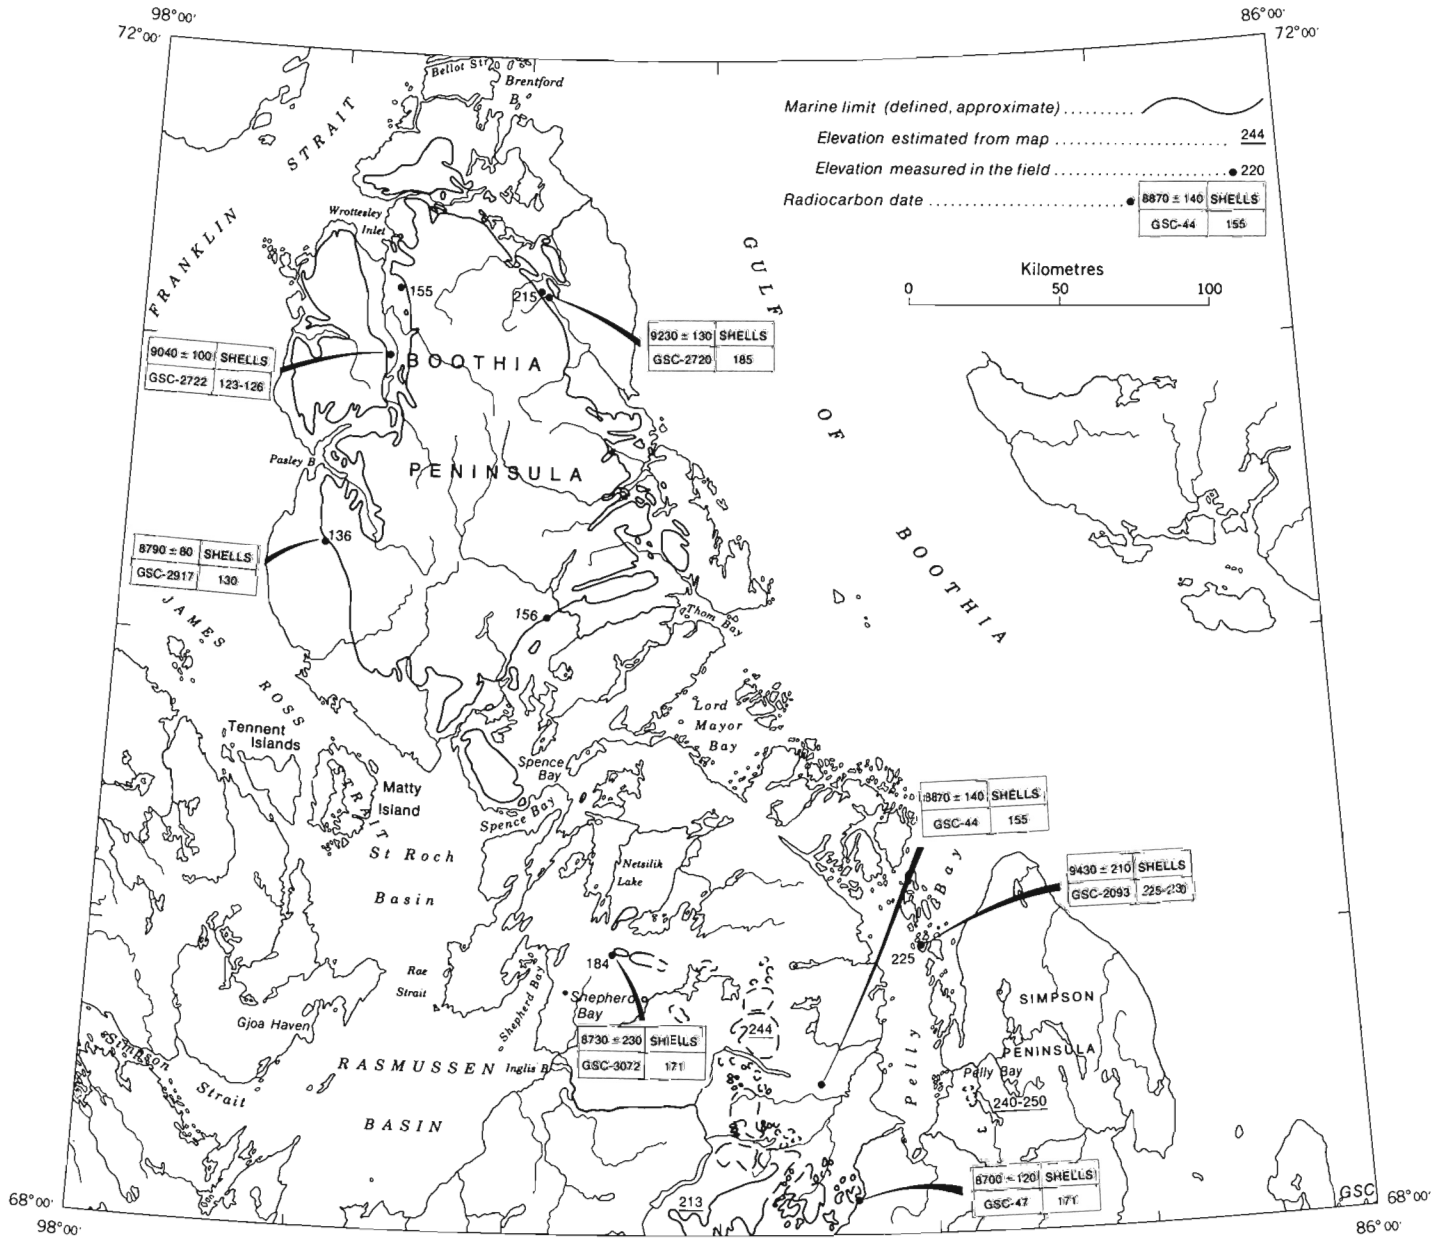 98°00'
86°00'
72°00'
72°00'
Bellot Str
Brentford
B
STRAIT
FRANKLIN
Marine limit (defined, approximate)..........
Elevation estimated from map ............................. 244
Elevation measured in the field .......................... 220
Radiocarbon date ..............................
8870 ± 140 SHELLS
GSC-44 155
Kilometres
0 50 100
Wrottesley
Inlet
GULF
OF
BOOTHIA
155
215
9230 ± 130 SHELLS
GSC-2720 185
9040 ± 100 SHELLS
GSC-2722 123-126
BOOTHIA
PENINSULA
Pasley B
136
8790 ± 80 SHELLS
GSC-2917 130
156
Thom Bay
JAMES
ROSS
STRAIT
Lord
Mayor
Bay
Tennent
Islands
Matty
Island
Spence
Bay
Spence Bay
St Roch
Basin
Netsilik
Lake
8870 ± 140 SHELLS
GSC-44 155
9430 ± 210 SHELLS
GSC-2093 225-230
225
Pelly Bay
Rae
Strait
Shepherd Bay
184
Shepherd
Bay
Gjoa Haven
244
SIMPSON
PENINSULA
Pelly Bay
240-250
8730 ± 230 SHELLS
GSC-3072 171
Simpson
Strait
RASMUSSEN
BASIN
Inglis B
213
8700 ± 120 SHELLS
GSC-47 171
GSC
68°00'
68°00'
98°00'
86°00'